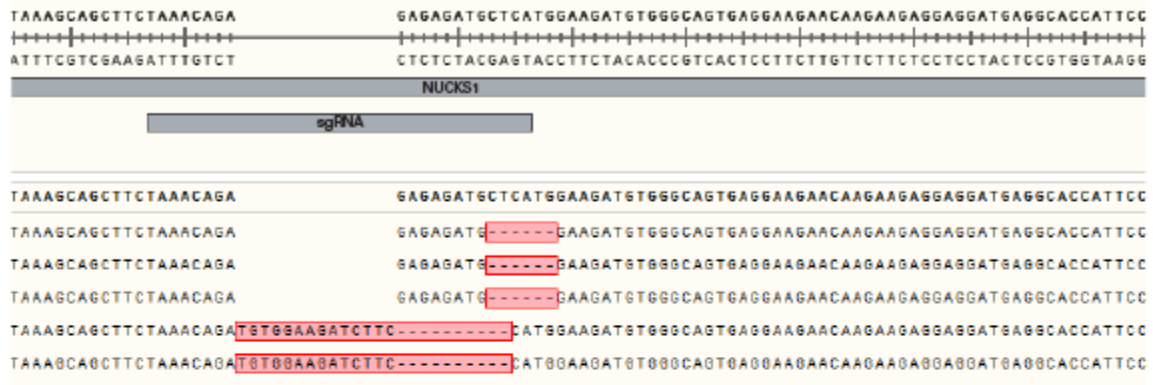 TAAAGCAGCTTCTAAACAGA GAGAGATGCTCATGGAAGATGTGGGCAGTGAGGAAGAACAAGAAGAGGAGGATGAGGCACCATTCC
ATTTCGTCGAAGATTTGTCT CTCTCTACGAGTACCTTCTACACCCGTCACTCCTTCTTGTTCTTCTCCTCCTACTCCGTGGTAAGG
NUCKS1
sgRNA
TAAAGCAGCTTCTAAACAGA GAGAGATGCTCATGGAAGATGTGGGCAGTGAGGAAGAACAAGAAGAGGAGGATGAGGCACCATTCC
TAAAGCAGCTTCTAAACAGA GAGAGATG------GAAGATGTGGGCAGTGAGGAAGAACAAGAAGAGGAGGATGAGGCACCATTCC
TAAAGCAGCTTCTAAACAGA GAGAGATG------GAAGATGTGGGCAGTGAGGAAGAACAAGAAGAGGAGGATGAGGCACCATTCC
TAAAGCAGCTTCTAAACAGA GAGAGATG------GAAGATGTGGGCAGTGAGGAAGAACAAGAAGAGGAGGATGAGGCACCATTCC
TAAAGCAGCTTCTAAACAGATGTGGAAGATCTTC----------CATGGAAGATGTGGGCAGTGAGGAAGAACAAGAAGAGGAGGATGAGGCACCATTCC
TAAAGCAGCTTCTAAACAGATGTGGAAGATCTTC----------CATGGAAGATGTGGGCAGTGAGGAAGAACAAGAAGAGGAGGATGAGGCACCATTCC